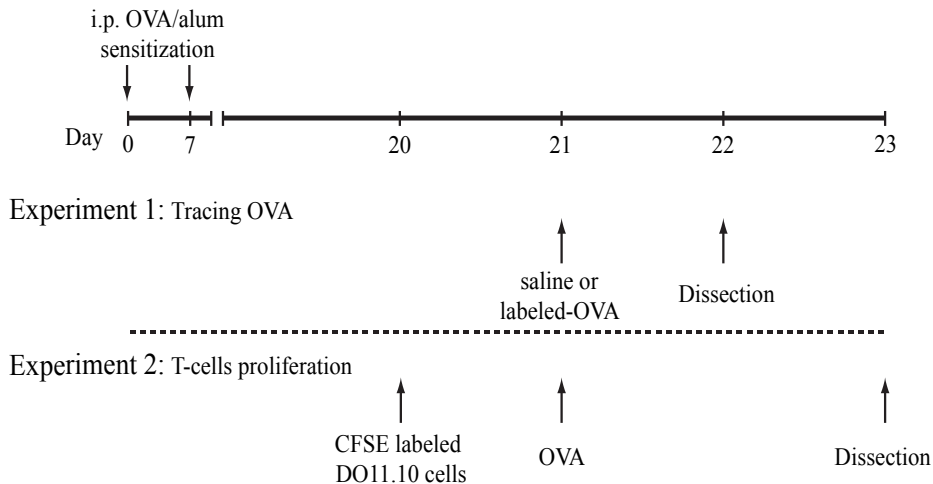 i.p. OVA/alum
sensitization
Day 0 7 20 21 22 23
Experiment 1: Tracing OVA
saline or
labeled-OVA
Dissection
Experiment 2: T-cells proliferation
CFSE labeled
DO11.10 cells
OVA
Dissection